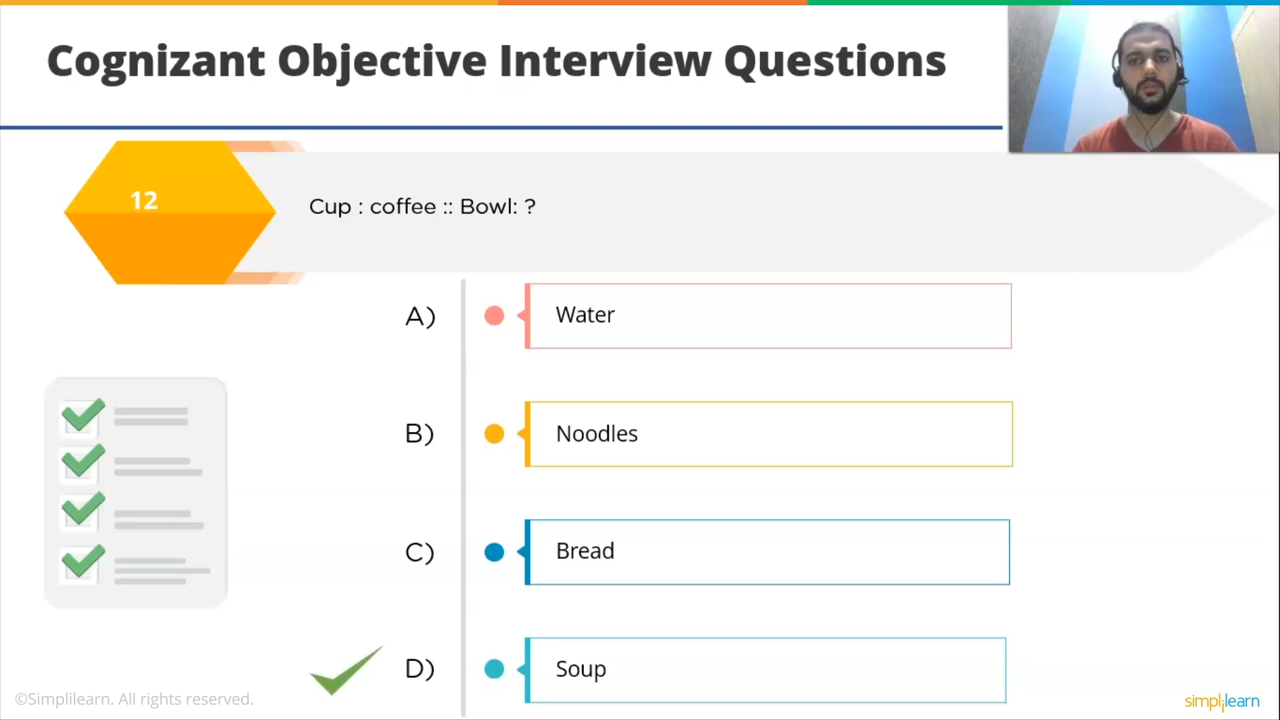 Cognizant Objective Interview Questions
12
Cup : coffee :: Bowl: ?
A)
Water
B)
Noodles
C)
Bread
D)
Soup
©Simplilearn. All rights reserved.
simplilearn